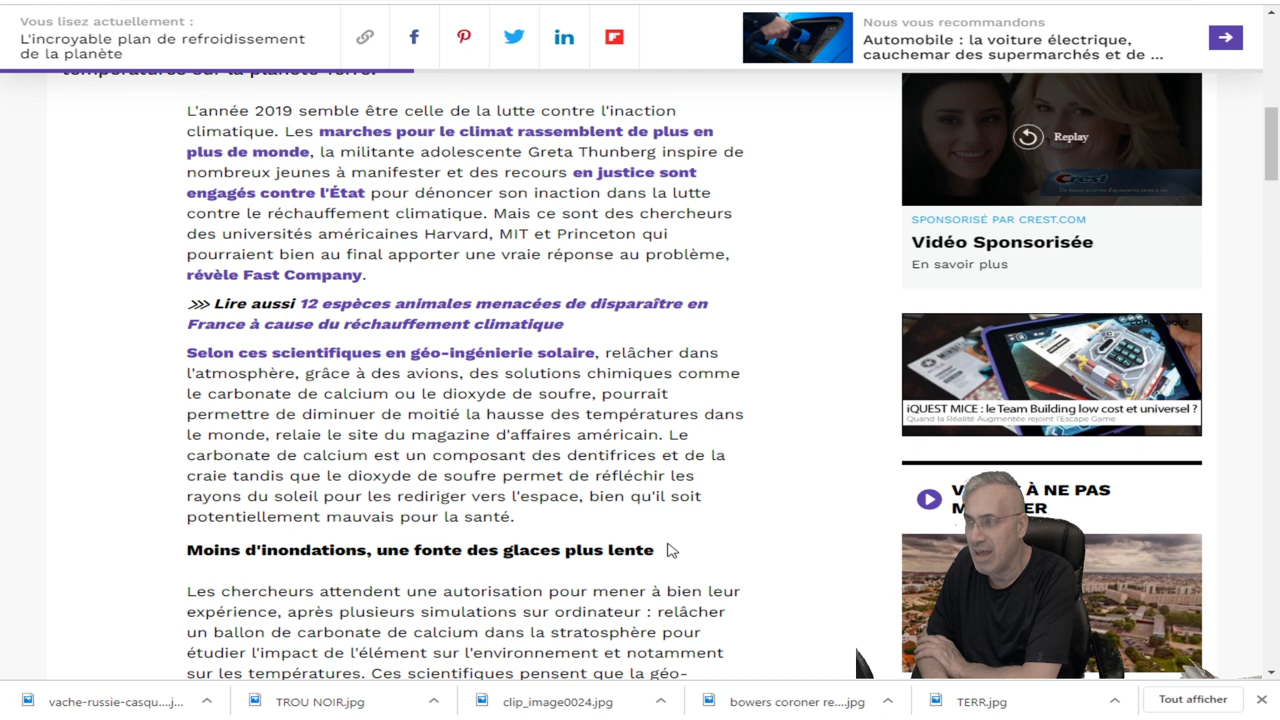 Vous lisez actuellement :
L'incroyable plan de refroidissement
de la planète
Nous vous recommandons
Automobile : la voiture électrique,
cauchemar des supermarchés et de ...
températures sur la planète Terre.
L'année 2019 semble être celle de la lutte contre l'inaction
climatique. Les marches pour le climat rassemblent de plus en
plus de monde, la militante adolescente Greta Thunberg inspire de
nombreux jeunes à manifester et des recours en justice sont
engagés contre l'État pour dénoncer son inaction dans la lutte
contre le réchauffement climatique. Mais ce sont des chercheurs
des universités américaines Harvard, MIT et Princeton qui
pourraient bien au final apporter une vraie réponse au problème,
révèle Fast Company.
>>> Lire aussi 12 espèces animales menacées de disparaître en
France à cause du réchauffement climatique
Selon ces scientifiques en géo-ingénierie solaire, relâcher dans
l'atmosphère, grâce à des avions, des solutions chimiques comme
le carbonate de calcium ou le dioxyde de soufre, pourrait
permettre de diminuer de moitié la hausse des températures dans
le monde, relaie le site du magazine d'affaires américain. Le
carbonate de calcium est un composant des dentifrices et de la
craie tandis que le dioxyde de soufre permet de réfléchir les
rayons du soleil pour les rediriger vers l'espace, bien qu'il soit
potentiellement mauvais pour la santé.
Moins d'inondations, une fonte des glaces plus lente
Les chercheurs attendent une autorisation pour mener à bien leur
expérience, après plusieurs simulations sur ordinateur : relâcher
un ballon de carbonate de calcium dans la stratosphère pour
étudier l'impact de l'élément sur l'environnement et notamment
sur les températures. Ces scientifiques pensent que la géo-
Replay
Crest
SPONSORISÉ PAR CREST.COM
Vidéo Sponsorisée
En savoir plus
iQUEST MICE : le Team Building low cost et universel ?
Quand la Réalité Augmentée rejoint l'Escape Game
À NE PAS
vache-russie-casqu....j...
TROU NOIR.jpg
clip_image0024.jpg
bowers coroner re....jpg
TERR.jpg
Tout afficher